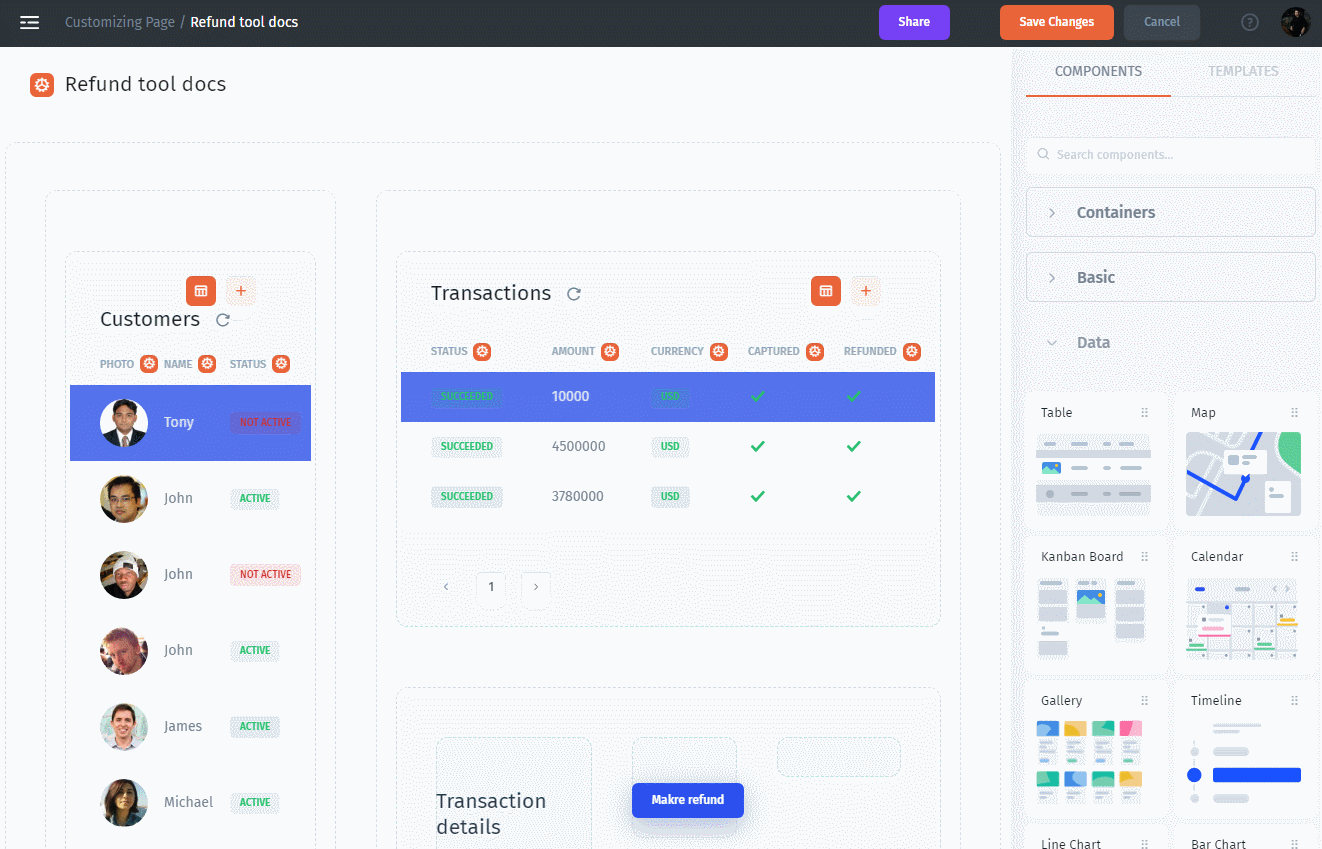 Customizing Page / Refund tool docs
Share
Save Changes
Cancel
?
Refund tool docs
Customers
PHOTO NAME STATUS
Tony NOT ACTIVE
John ACTIVE
John NOT ACTIVE
John ACTIVE
James ACTIVE
Michael ACTIVE
Transactions
STATUS AMOUNT CURRENCY CAPTURED REFUNDED
SUCCEEDED 10000 USD
SUCCEEDED 4500000 USD
SUCCEEDED 3780000 USD
1
Transaction
details
Makre refund
COMPONENTS TEMPLATES
Search components...
Containers
Basic
Data
Table Map
Kanban Board Calendar
Gallery Timeline
Line Chart Bar Chart